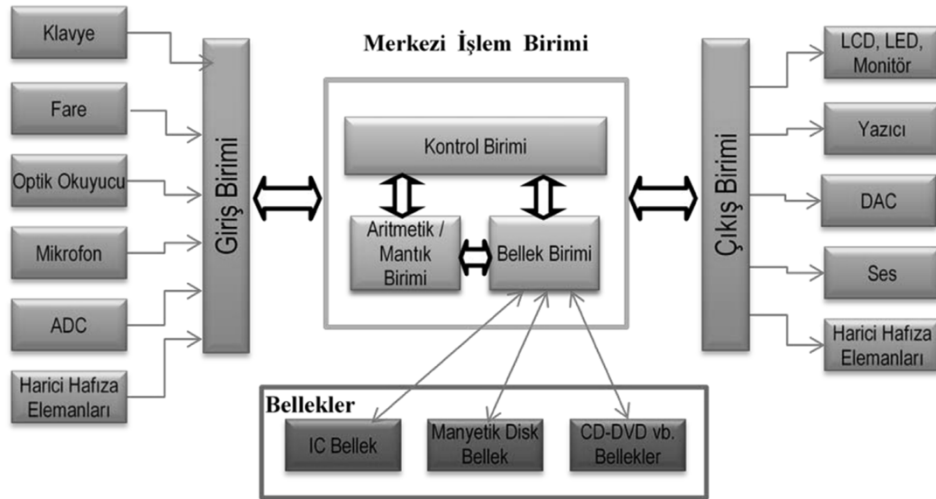 Klavye
Fare
Optik Okuyucu
Mikrofon
ADC
Harici Hafıza
Elemanları
Giriş Birimi
Merkezi İşlem Birimi
Kontrol Birimi
Aritmetik /
Mantık
Birimi
Bellek Birimi
Çıkış Birimi
LCD, LED,
Monitör
Yazıcı
DAC
Ses
Harici Hafıza
Elemanları
Bellekler
IC Bellek
Manyetik Disk
Bellek
CD-DVD vb.
Bellekler